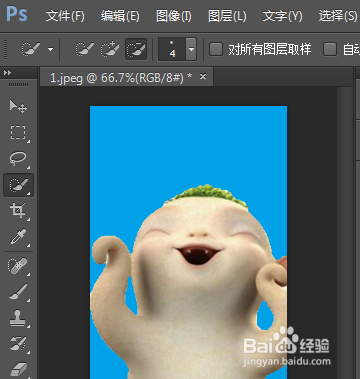 Ps 文件(F) 编辑(E) 图像(I) 图层(L) 文字(Y) 选择(S)
4 对所有图层取样 自动
1.jpeg @ 66.7%(RGB/8#) * ×
Baidu 经验
jingyan.baidu.com